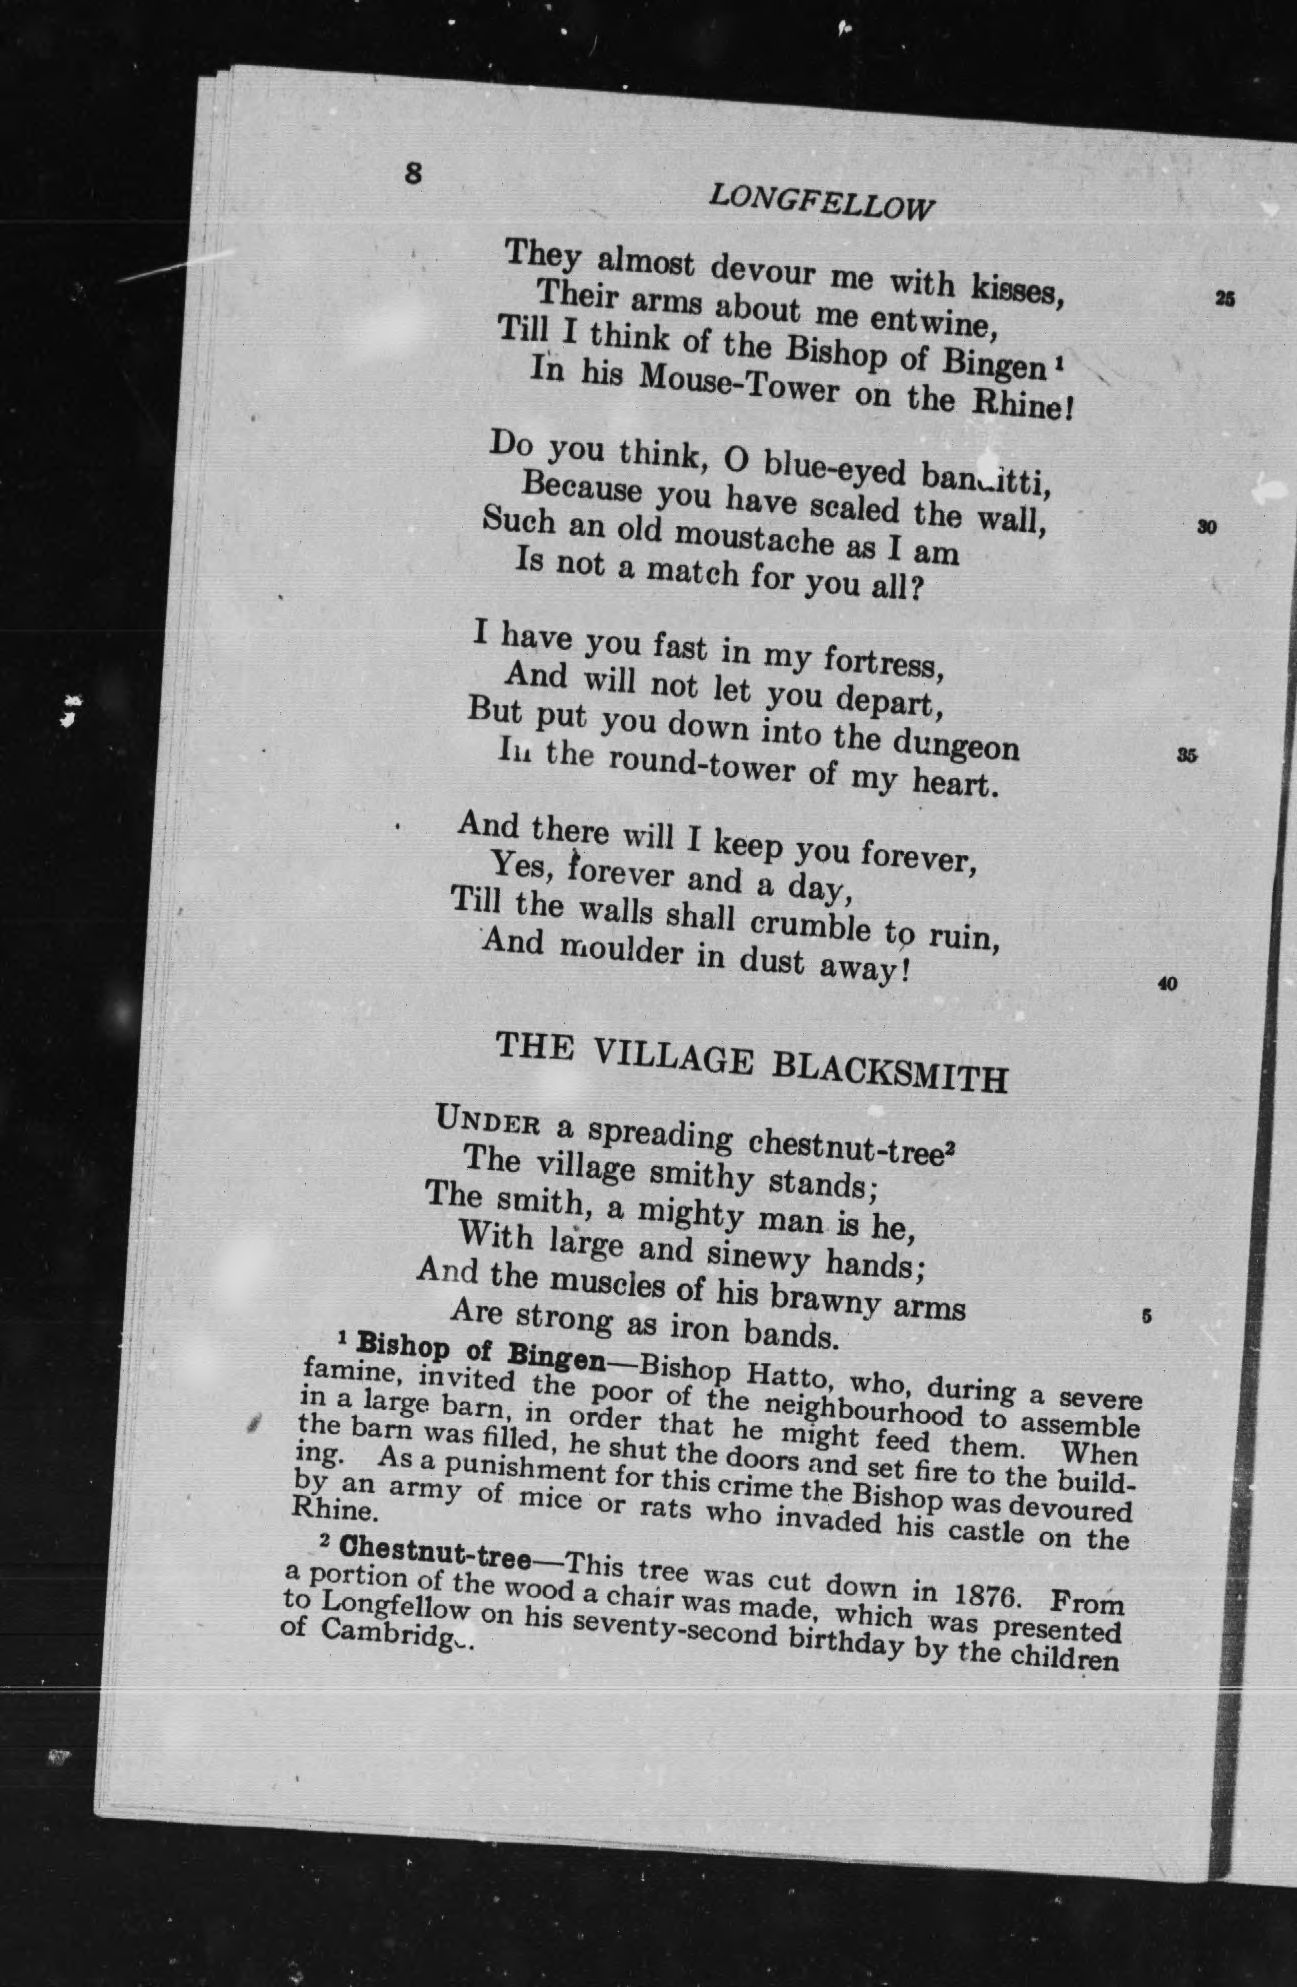 8
LONGFELLOW
They almost devour me with kisses, 25
Their arms about me entwine,
Till I think of the Bishop of Bingen ¹
In his Mouse-Tower on the Rhine!
Do you think, O blue-eyed banditti,
Because you have scaled the wall, 30
Such an old moustache as I am
Is not a match for you all?
I have you fast in my fortress,
And will not let you depart,
But put you down into the dungeon 35
In the round-tower of my heart.
And there will I keep you forever,
Yes, forever and a day,
Till the walls shall crumble to ruin,
And moulder in dust away! 40
THE VILLAGE BLACKSMITH
UNDER a spreading chestnut-tree²
The village smithy stands;
The smith, a mighty man is he,
With large and sinewy hands;
And the muscles of his brawny arms 5
Are strong as iron bands.
¹ Bishop of Bingen—Bishop Hatto, who, during a severe
famine, invited the poor of the neighbourhood to assemble
in a large barn, in order that he might feed them. When
the barn was filled, he shut the doors and set fire to the build-
ing. As a punishment for this crime the Bishop was devoured
by an army of mice or rats who invaded his castle on the
Rhine.
² Chestnut-tree—This tree was cut down in 1876. From
a portion of the wood a chair was made, which was presented
to Longfellow on his seventy-second birthday by the children
of Cambridge.